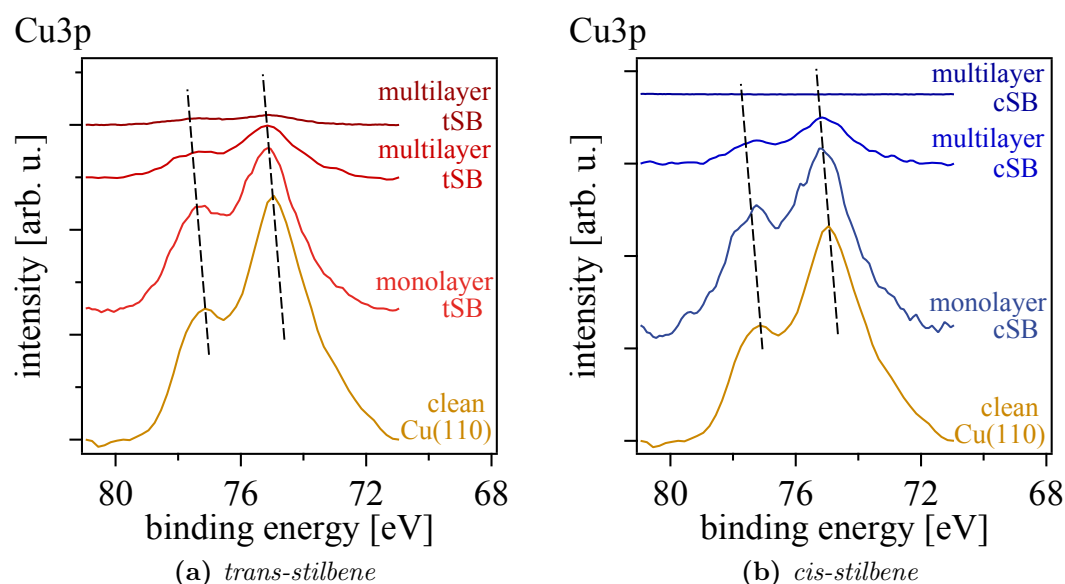 Cu3p
intensity [arb. u.]
multilayer
tSB
multilayer
tSB
monolayer
tSB
clean
Cu(110)
80
76
72
68
binding energy [eV]
(a) trans-stilbene
Cu3p
intensity [arb. u.]
multilayer
cSB
multilayer
cSB
monolayer
cSB
clean
Cu(110)
80
76
72
68
binding energy [eV]
(b) cis-stilbene